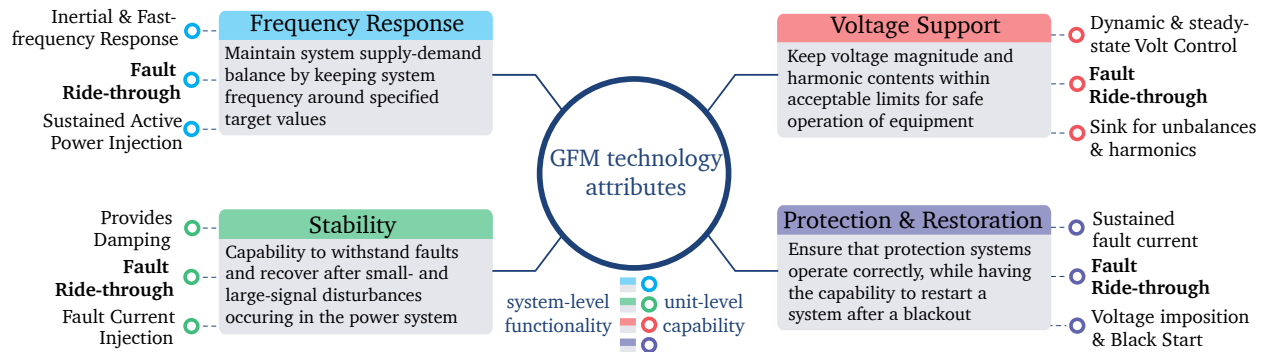 Inertial & Fast-
frequency Response
Fault
Ride-through
Sustained Active
Power Injection
Frequency Response
Maintain system supply-demand
balance by keeping system
frequency around specified
target values
Voltage Support
Keep voltage magnitude and
harmonic contents within
acceptable limits for safe
operation of equipment
Dynamic & steady-
state Volt Control
Fault
Ride-through
Sink for unbalances
& harmonics
GFM technology
attributes
Provides
Damping
Fault
Ride-through
Fault Current
Injection
Stability
Capability to withstand faults
and recover after small- and
large-signal disturbances
occuring in the power system
system-level
functionality
unit-level
capability
Protection & Restoration
Ensure that protection systems
operate correctly, while having
the capability to restart a
system after a blackout
Sustained
fault current
Fault
Ride-through
Voltage imposition
& Black Start